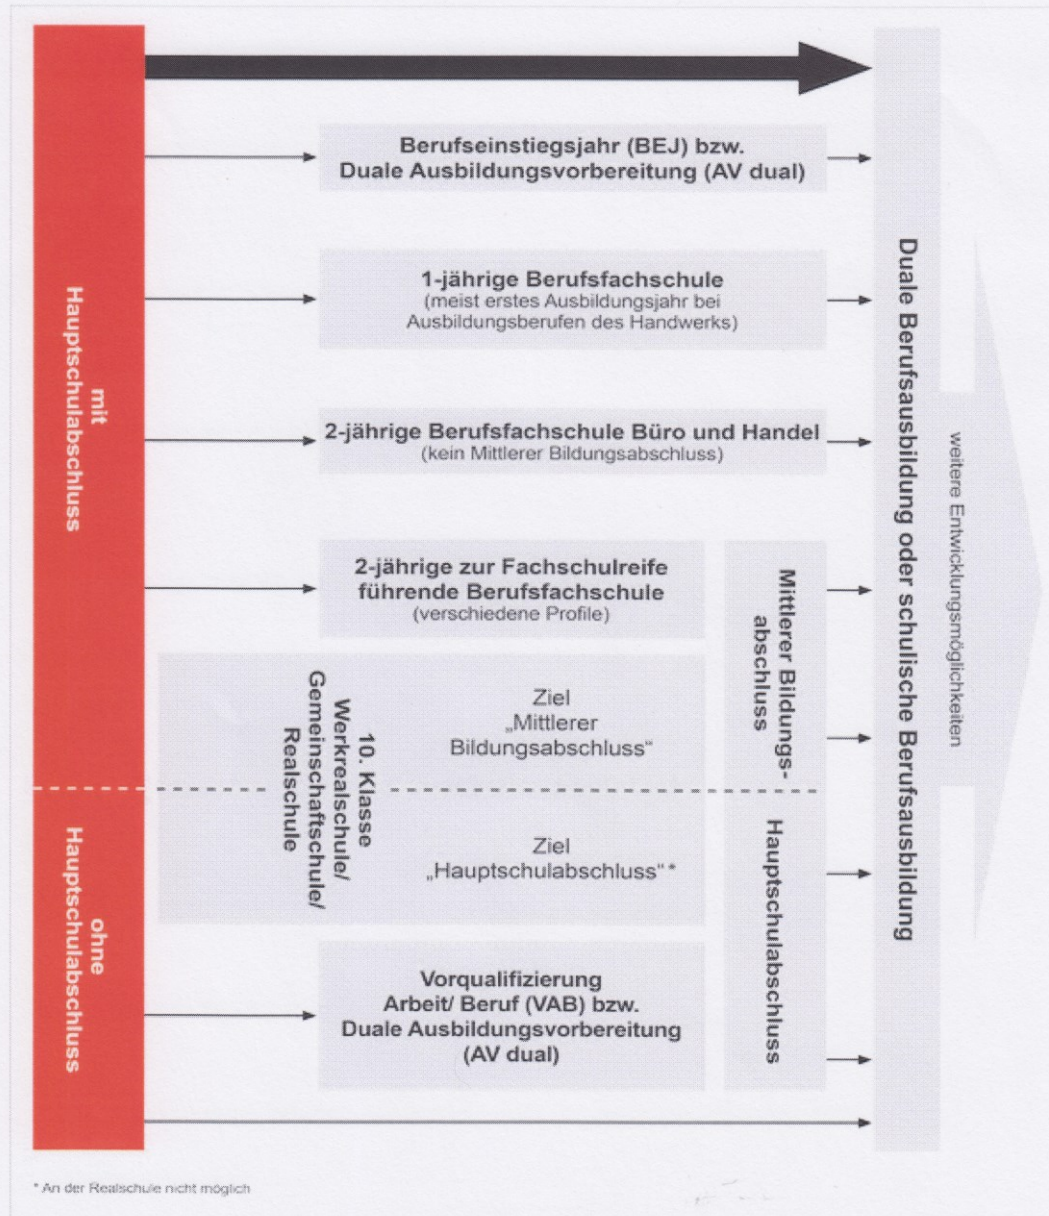 mit
Hauptschulabschluss
ohne
Hauptschulabschluss
Berufseinstiegsjahr (BEJ) bzw.
Duale Ausbildungsvorbereitung (AV dual)
1-jährige Berufsfachschule
(meist erstes Ausbildungsjahr bei
Ausbildungsberufen des Handwerks)
2-jährige Berufsfachschule Büro und Handel
(kein Mittlerer Bildungsabschluss)
2-jährige zur Fachschulreife
führende Berufsfachschule
(verschiedene Profile)
10. Klasse
Werkrealschule/
Gemeinschaftschule/
Realschule
Ziel
„Mittlerer
Bildungsabschluss“
Ziel
„Hauptschulabschluss“*
Vorqualifizierung
Arbeit/ Beruf (VAB) bzw.
Duale Ausbildungsvorbereitung
(AV dual)
Mittlerer Bildungs-
abschluss
Hauptschulabschluss
Duale Berufsausbildung oder schulische Berufsausbildung
weitere Entwicklungsmöglichkeiten
* An der Realschule nicht möglich